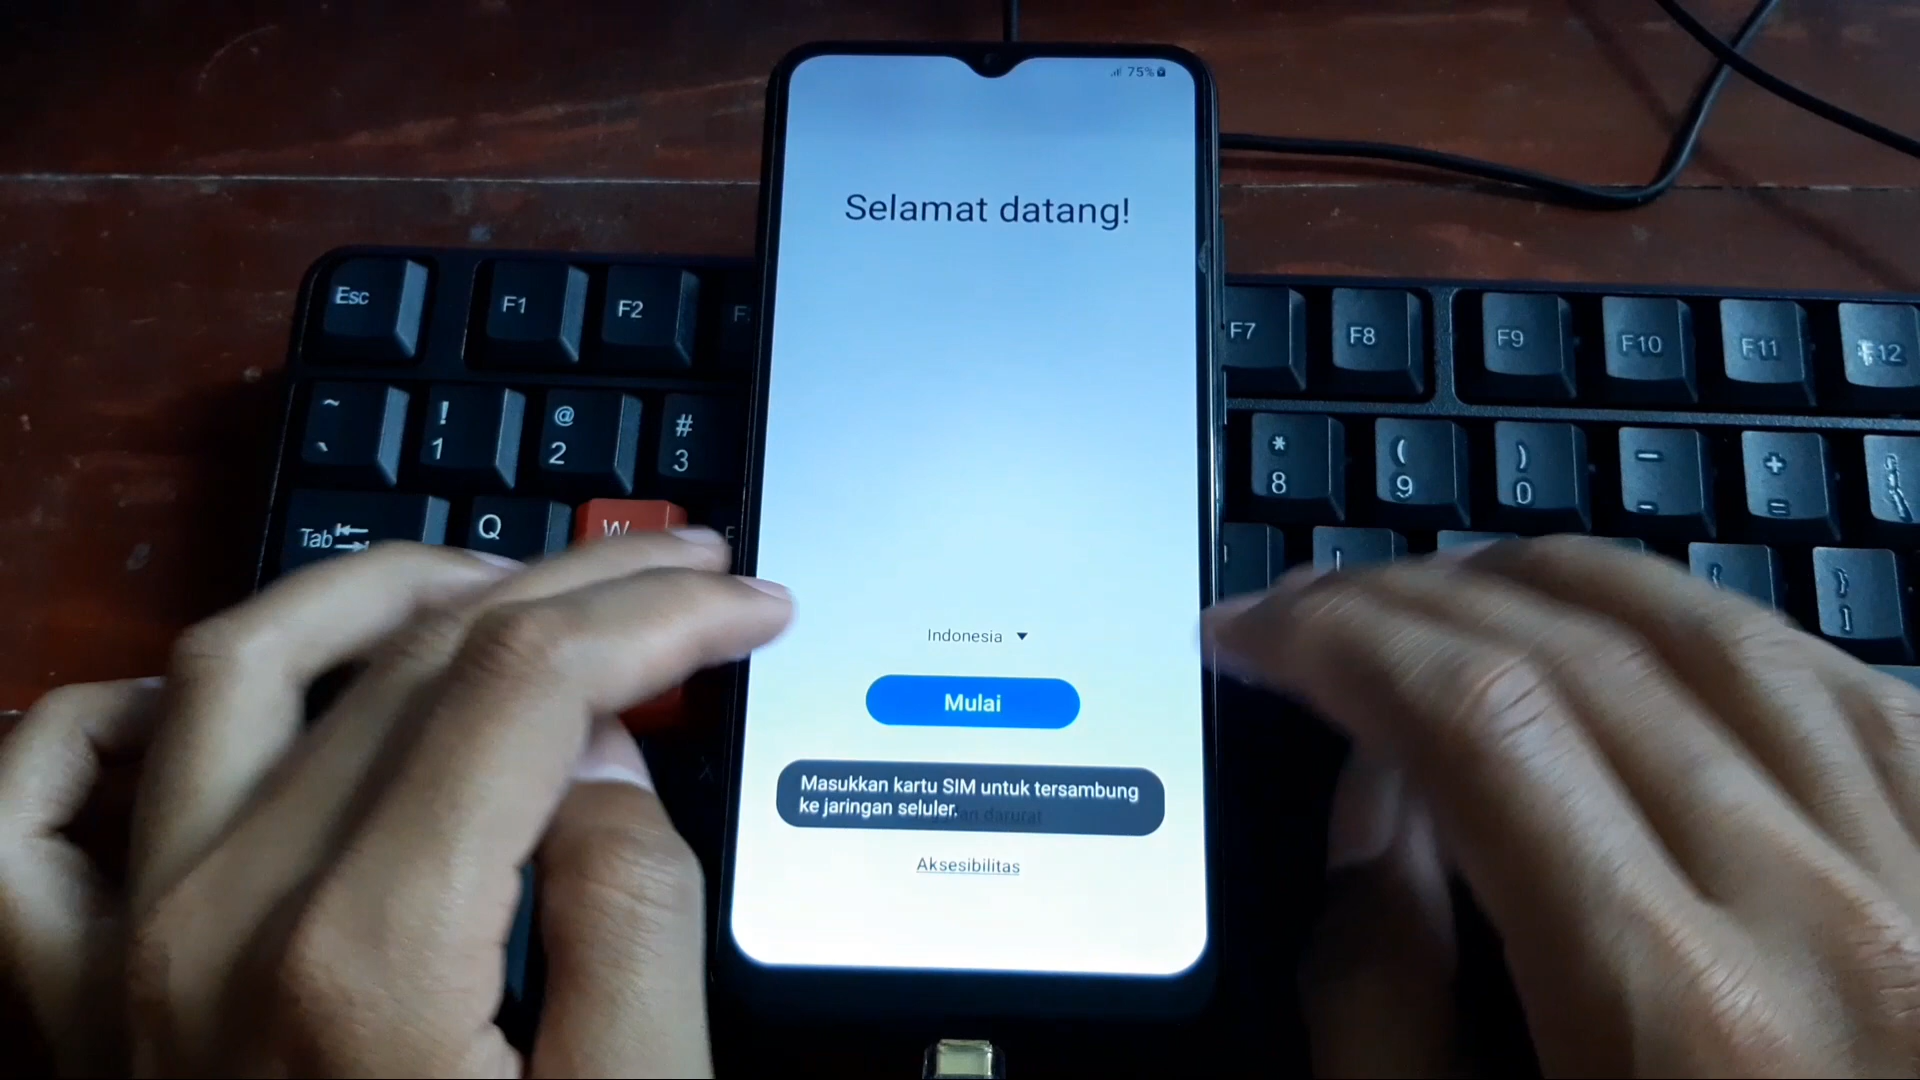 75%
Selamat datang!
Indonesia
Mulai
Masukkan kartu SIM untuk tersambung
ke jaringan seluler.
darurat
Aksesibilitas
Esc
F1
F2
F7
F8
F9
F10
F11
F12
~
`
!
1
@
2
#
3
*
8
(
9
)
0
-
+
=
Tab
Q
W
{
}
]